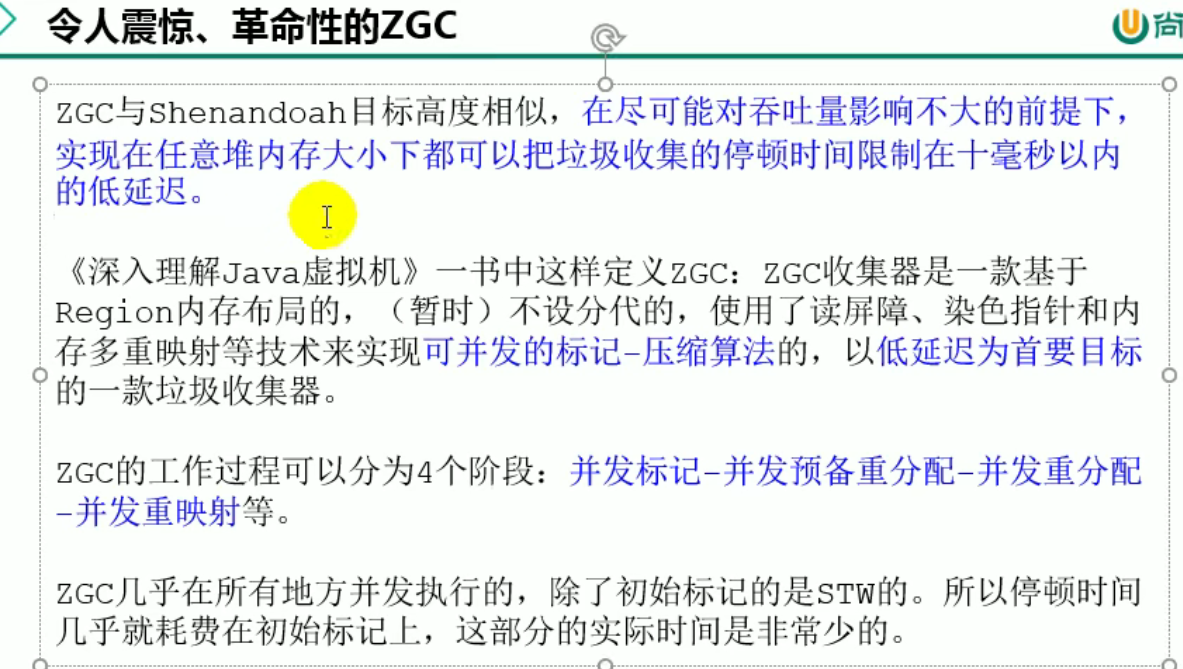 令人震惊、革命性的ZGC
尚
ZGC与Shenandoah目标高度相似，在尽可能对吞吐量影响不大的前提下，
实现在任意堆内存大小下都可以把垃圾收集的停顿时间限制在十毫秒以内
的低延迟。
《深入理解Java虚拟机》一书中这样定义ZGC：ZGC收集器是一款基于
Region内存布局的，（暂时）不设分代的，使用了读屏障、染色指针和内
存多重映射等技术来实现可并发的标记-压缩算法的，以低延迟为首要目标
的一款垃圾收集器。
ZGC的工作过程可以分为4个阶段：并发标记-并发预备重分配-并发重分配
-并发重映射等。
ZGC几乎在所有地方并发执行的，除了初始标记的是STW的。所以停顿时间
几乎就耗费在初始标记上，这部分的实际时间是非常少的。